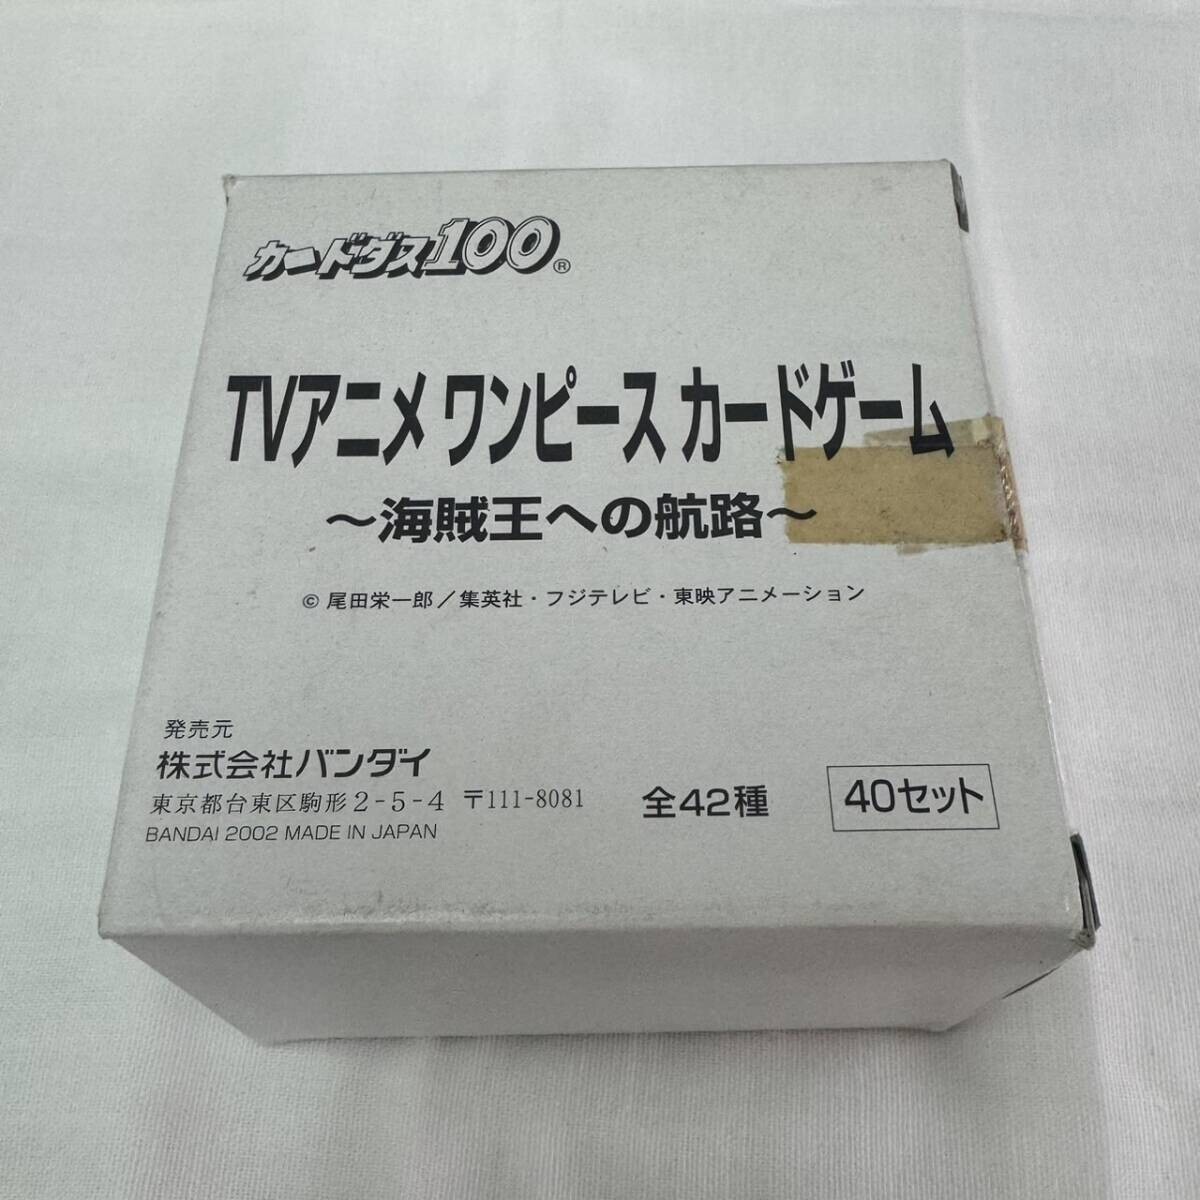 カードダス100®
TVアニメ ワンピース カードゲーム
〜海賊王への航路〜
© 尾田栄一郎／集英社・フジテレビ・東映アニメーション
発売元
株式会社バンダイ
東京都台東区駒形2-5-4 〒111-8081
BANDAI 2002 MADE IN JAPAN
全42種
40セット